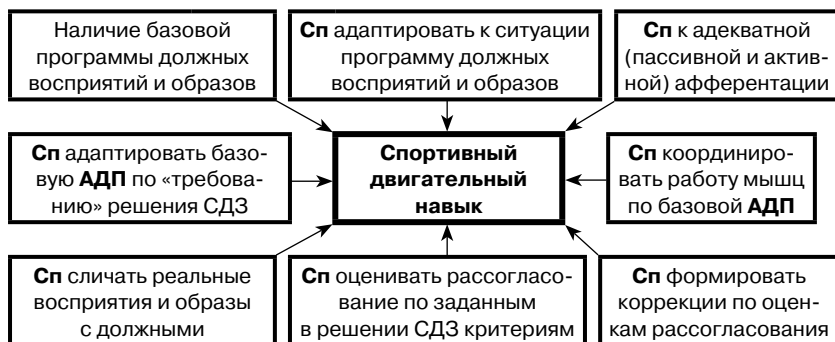 Наличие базовой
программы должных
восприятий и образов
Сп адаптировать к ситуации
программу должных
восприятий и образов
Сп к адекватной
(пассивной и актив-
ной) афферентации
Сп адаптировать базо-
вую АДП по «требова-
нию» решения СДЗ
Спортивный
двигательный
навык
Сп координиро-
вать работу мышц
по базовой АДП
Сп сличать реальные
восприятия и образы
с должными
Сп оценивать рассогласо-
вание по заданным
в решении СДЗ критериям
Сп формировать
коррекции по оцен-
кам рассогласования